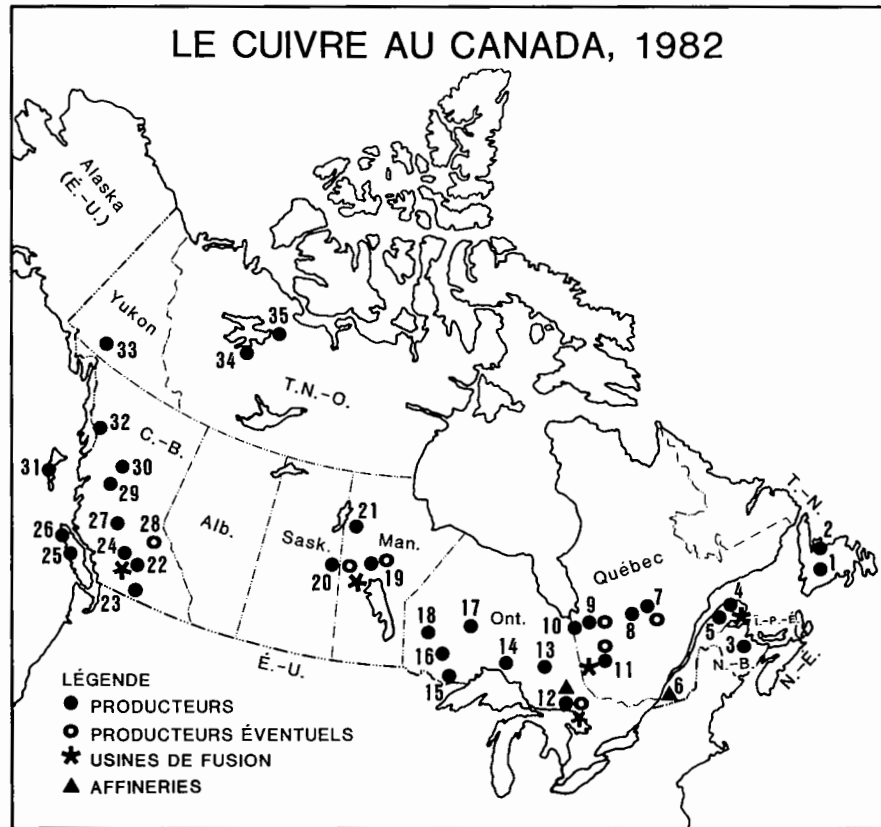 LE CUIVRE AU CANADA, 1982
Alaska
(É.-U.)
Yukon
33
35
34
T.N.-O.
32
C.-B.
31
30
29
27
28
26
25
24
22
23
Alb.
Sask.
21
Man.
20
19
É.-U.
18
17
Ont.
16
15
14
13
12
10
9
11
Québec
8
7
6
5
4
3
Î.-P.-É.
N.-B.
N.-É.
T.-N.
2
1
LÉGENDE
PRODUCTEURS
PRODUCTEURS ÉVENTUELS
USINES DE FUSION
AFFINERIES